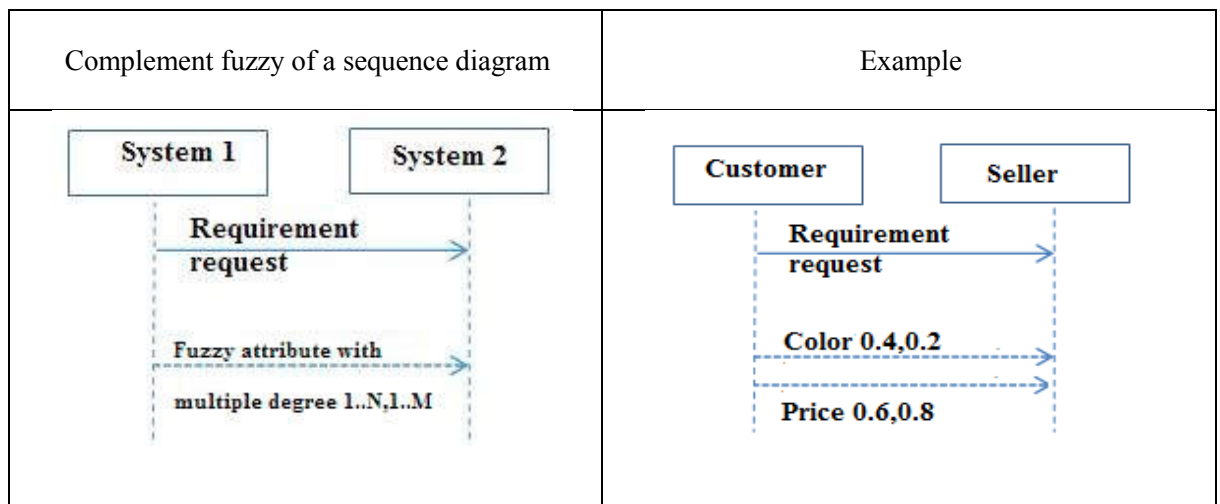 Complement fuzzy of a sequence diagram
Example
System 1
System 2
Requirement
request
Fuzzy attribute with
multiple degree 1..N,1..M
Customer
Seller
Requirement
request
Color 0.4,0.2
Price 0.6,0.8